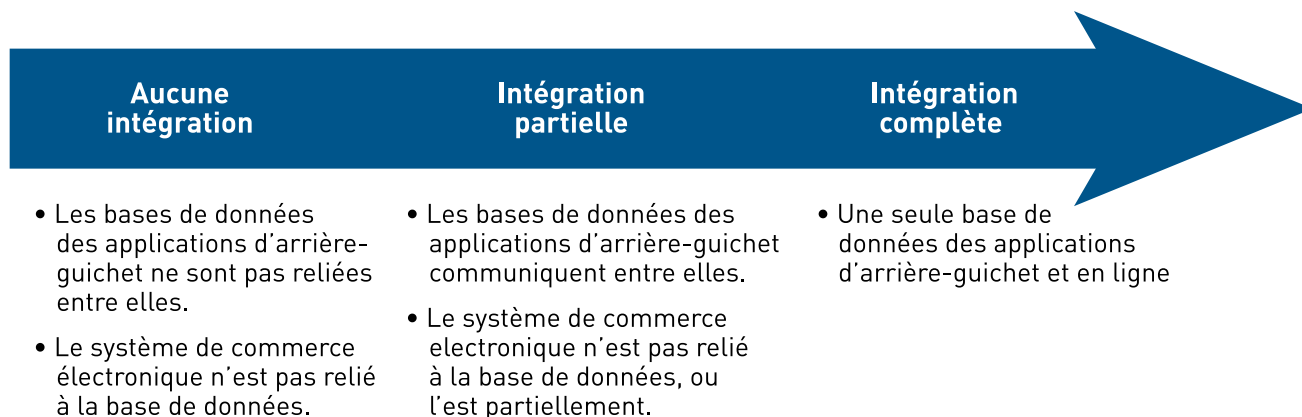 Aucune
intégration
Intégration
partielle
Intégration
complète
• Les bases de données
des applications d’arrière-
guichet ne sont pas reliées
entre elles.
• Le système de commerce
électronique n’est pas relié
à la base de données.
• Les bases de données des
applications d’arrière-guichet
communiquent entre elles.
• Le système de commerce
electronique n’est pas relié
à la base de données, ou
l’est partiellement.
• Une seule base de
données des applications
d’arrière-guichet et en ligne